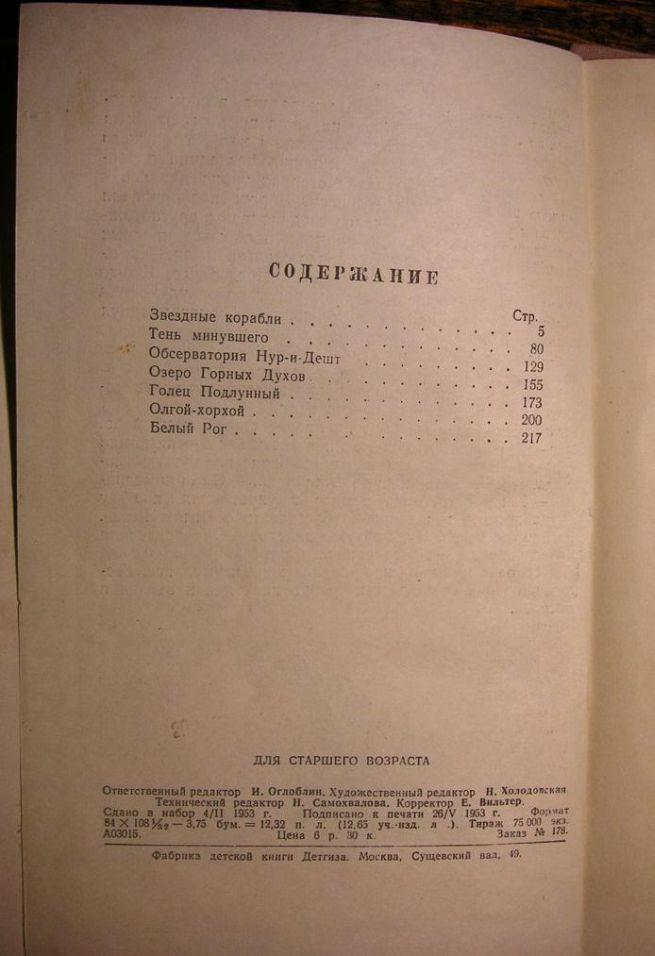 СОДЕРЖАНИЕ
Стр.
Звездные корабли . . . . . . . . . . . . 5
Тень минувшего . . . . . . . . . . . . 80
Обсерватория Нур-и-Дешт . . . . . . . . 129
Озеро Горных Духов . . . . . . . . . . 155
Голец Подлунный . . . . . . . . . . . . 173
Олгой-хорхой . . . . . . . . . . . . . 200
Белый Рог . . . . . . . . . . . . . . 217
ДЛЯ СТАРШЕГО ВОЗРАСТА
Ответственный редактор И. Оглоблин. Художественный редактор Н. Холодовская
Технический редактор Н. Самохвалова. Корректор Е. Вильтер.
Сдано в набор 4/II 1953 г. Подписано к печати 26/V 1953 г. Формат
84 × 108 1/32 — 3,75 бум. = 12,32 п. л. (12,65 уч.-изд. л .). Тираж 75 000 экз.
А03015. Цена 6 р. 30 к. Заказ № 178.
Фабрика детской книги Детгиза. Москва, Сущевский вал, 49.